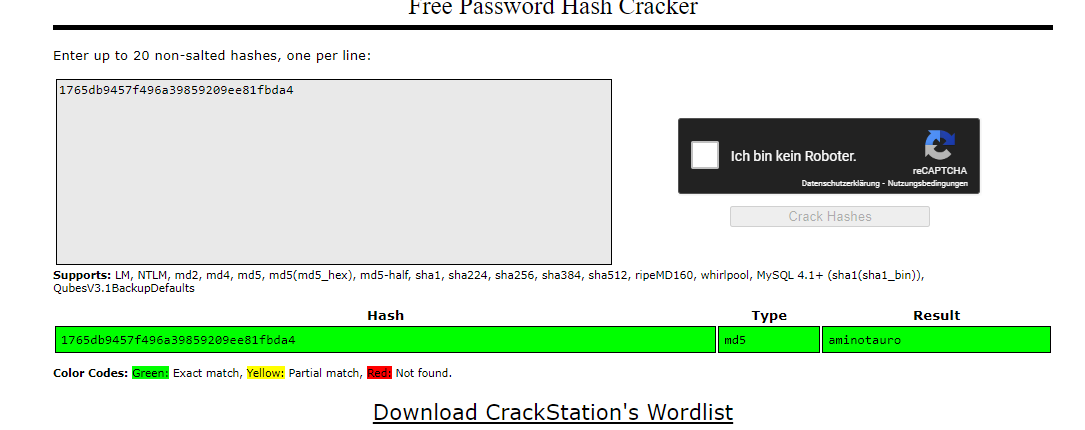 Free Password Hash Cracker
Enter up to 20 non-salted hashes, one per line:
1765db9457f496a39859209ee81fbda4
Ich bin kein Roboter.
reCAPTCHA
Datenschutzerklärung - Nutzungsbedingungen
Crack Hashes
Supports: LM, NTLM, md2, md4, md5, md5(md5_hex), md5-half, sha1, sha224, sha256, sha384, sha512, ripeMD160, whirlpool, MySQL 4.1+ (sha1(sha1_bin)),
QubesV3.1BackupDefaults
Hash Type Result
1765db9457f496a39859209ee81fbda4 md5 aminotauro
Color Codes: Green: Exact match, Yellow: Partial match, Red: Not found.
Download CrackStation's Wordlist